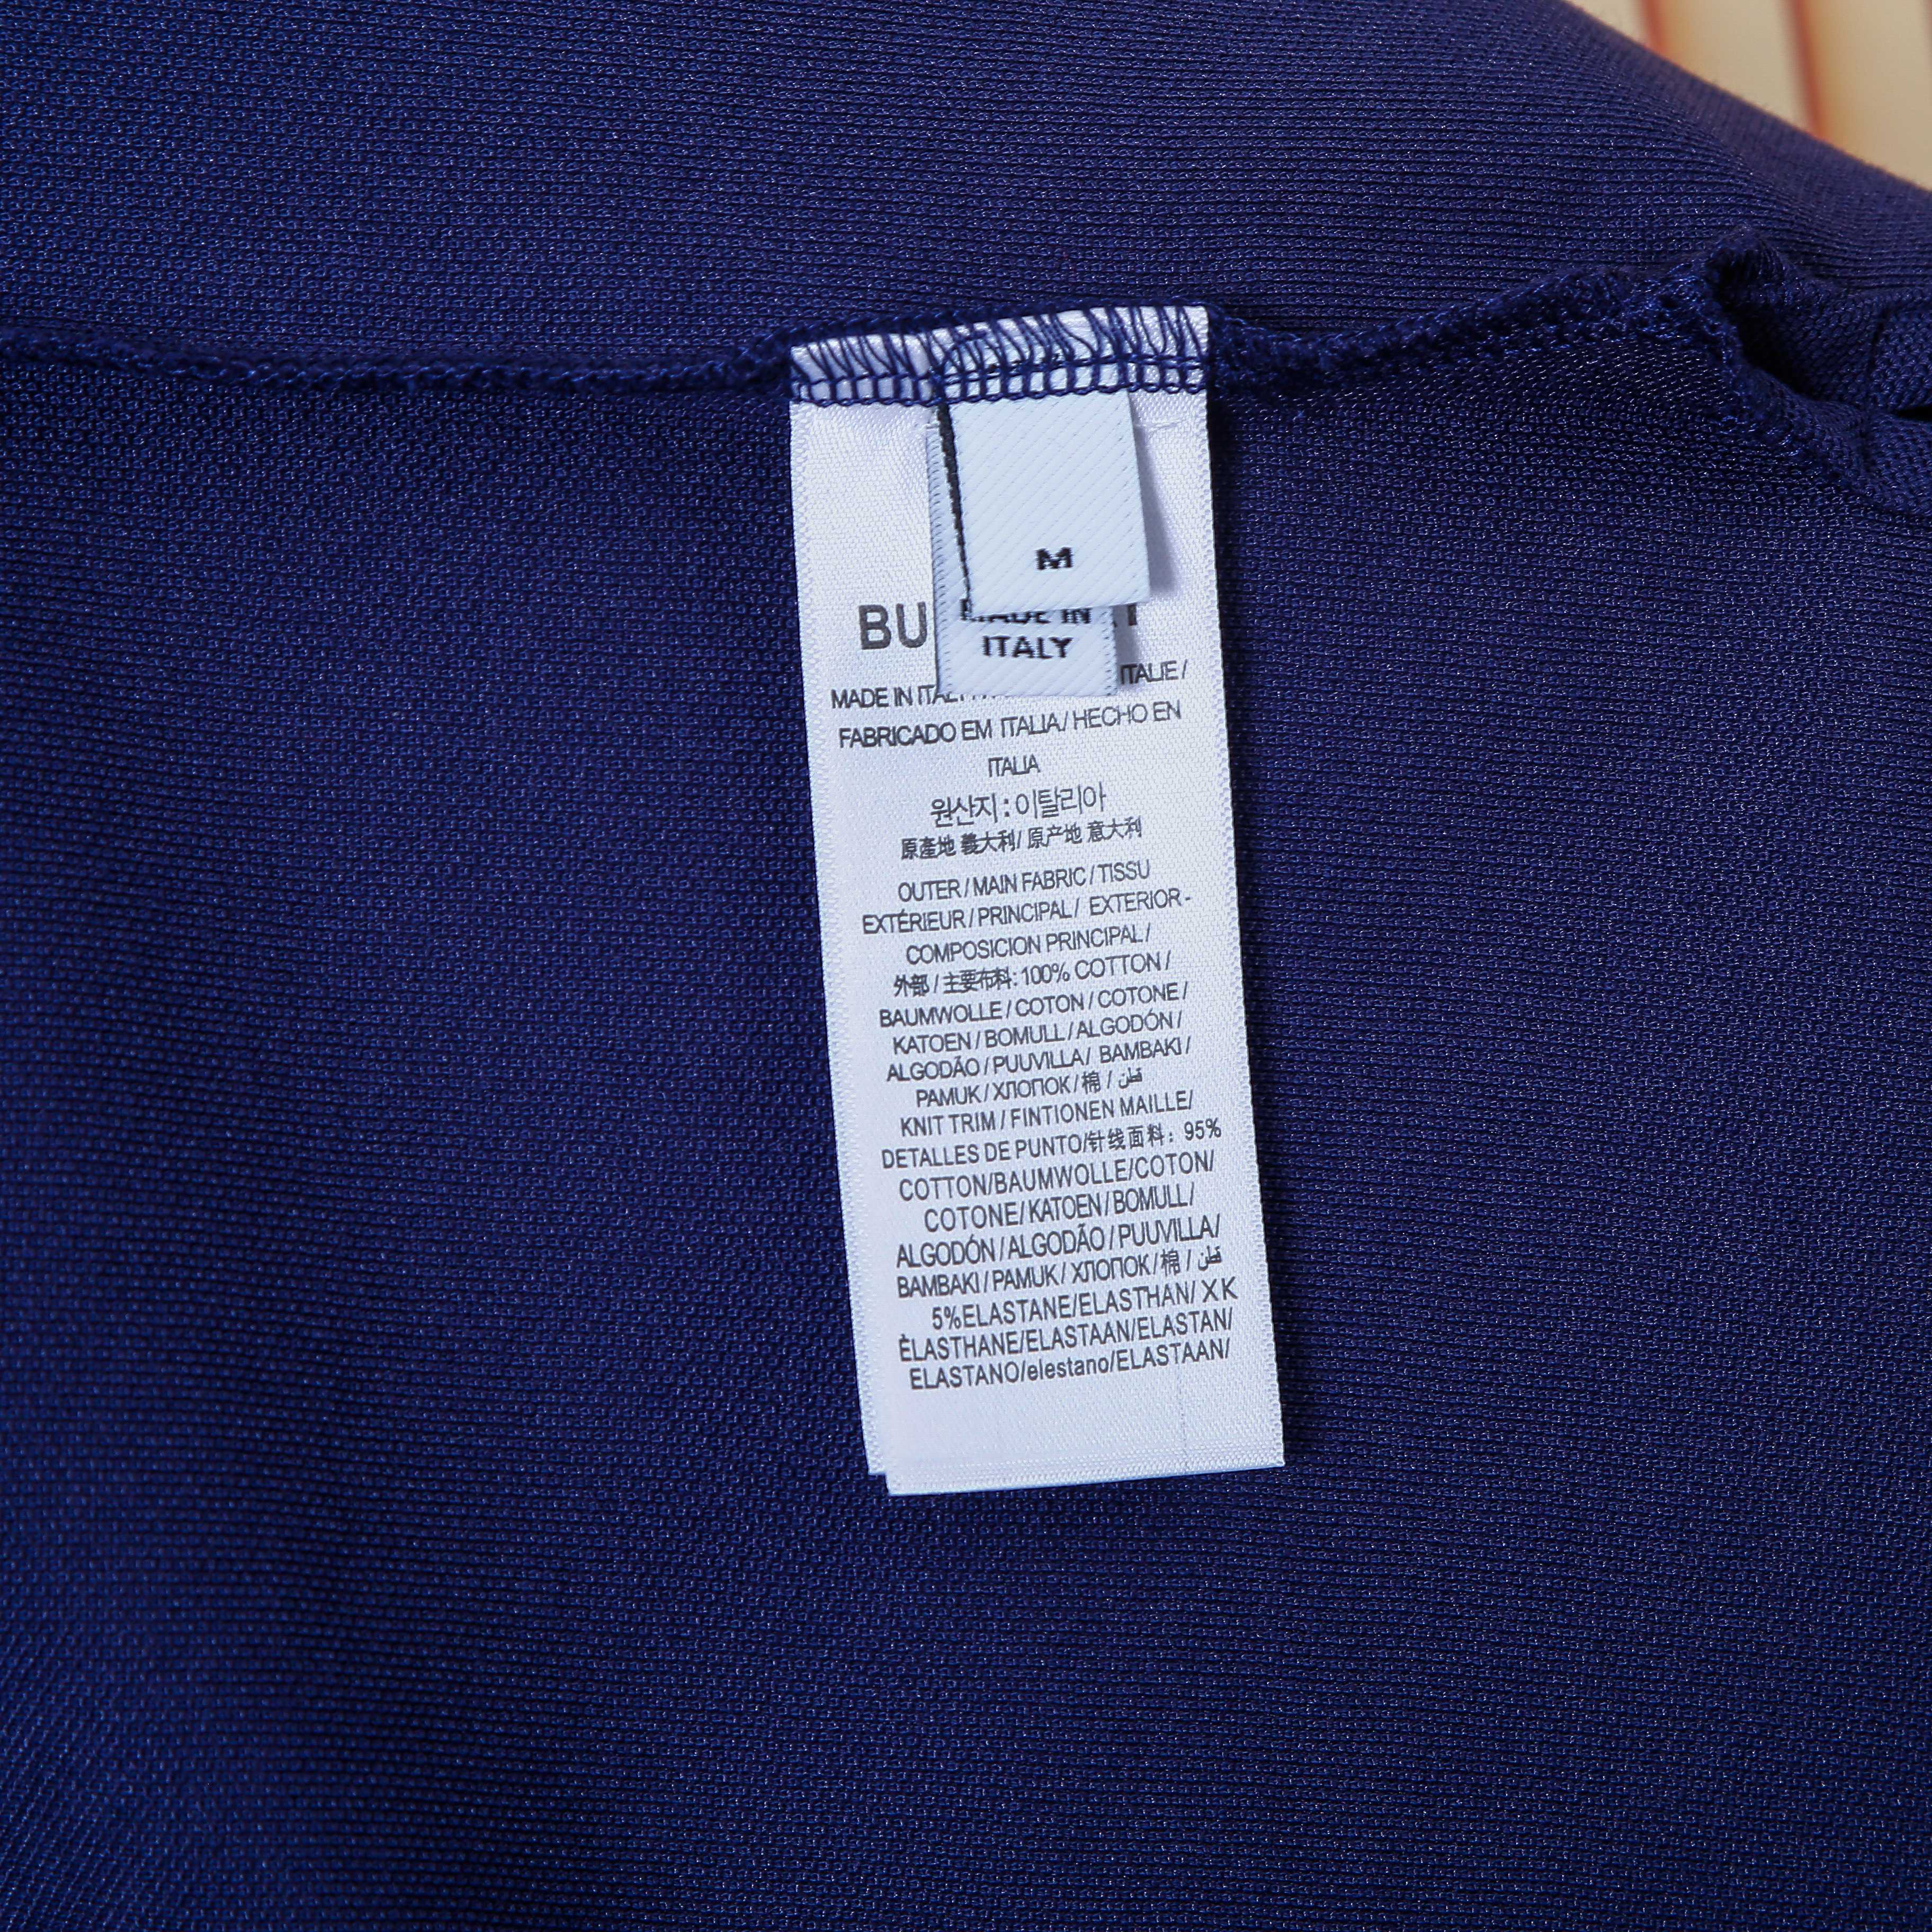 M
MADE IN
ITALY
BU
MADE IN ITALIE /
FABRICADO EM ITALIA / HECHO EN
ITALIA
원산지 : 이탈리아
原產地 義大利/ 原产地 意大利
OUTER / MAIN FABRIC / TISSU
EXTÉRIEUR / PRINCIPAL / EXTERIOR -
COMPOSICION PRINCIPAL /
外部 / 主要布料: 100% COTTON /
BAUMWOLLE / COTON / COTONE /
KATOEN / BOMULL / ALGODÓN /
ALGODÃO / PUUVILLA / BAMBAKI /
PAMUK / ХЛОПОК / 棉 / قطن
KNIT TRIM / FINTIONEN MAILLE/
DETALLES DE PUNTO/针线面料: 95%
COTTON/BAUMWOLLE/COTON/
COTONE/ KATOEN / BOMULL /
ALGODÓN / ALGODÃO / PUUVILLA /
BAMBAKI / PAMUK / ХЛОПОК / 棉 / قطن
5%ELASTANE/ELASTHAN/ X K
ÈLASTHANE/ELASTAAN/ELASTAN/
ELASTANO/elestano/ELASTAAN/